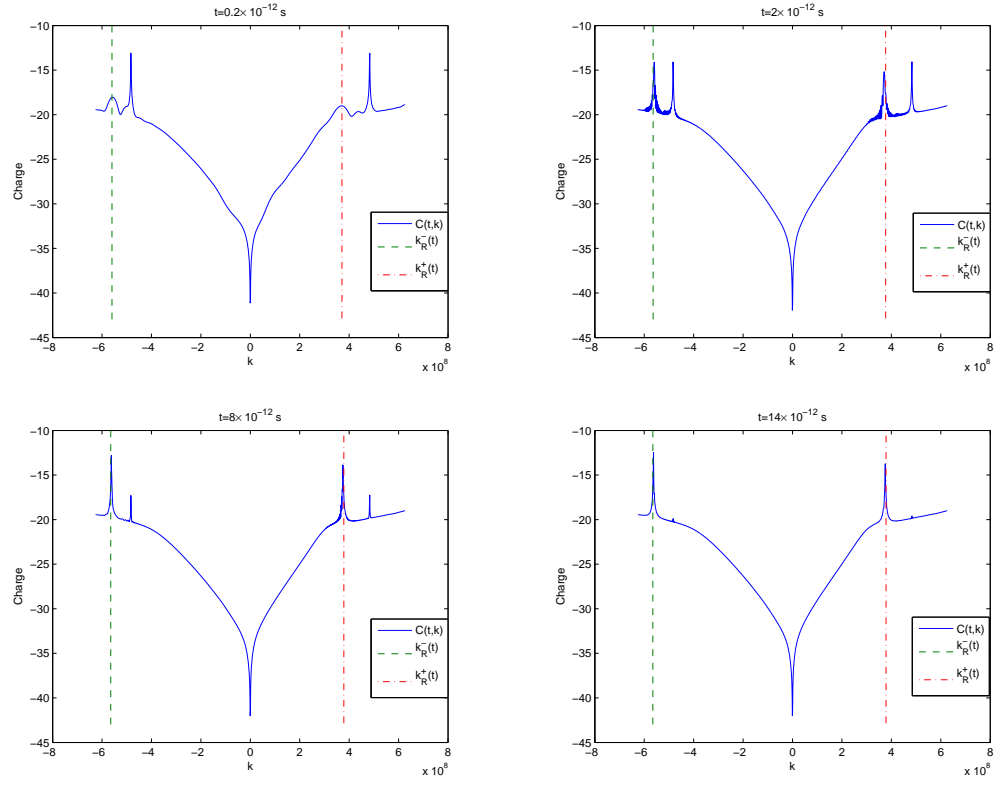 t=0.2× 10⁻¹² s
Charge
−10
−15
−20
−25
−30
−35
−40
−45
−8 −6 −4 −2 0 2 4 6 8
k
x 10⁸
C(t,k)
k_R^−(t)
k_R^+(t)
t=2× 10⁻¹² s
Charge
−10
−15
−20
−25
−30
−35
−40
−45
−8 −6 −4 −2 0 2 4 6 8
k
x 10⁸
C(t,k)
k_R^−(t)
k_R^+(t)
t=8× 10⁻¹² s
Charge
−10
−15
−20
−25
−30
−35
−40
−45
−8 −6 −4 −2 0 2 4 6 8
k
x 10⁸
C(t,k)
k_R^−(t)
k_R^+(t)
t=14× 10⁻¹² s
Charge
−10
−15
−20
−25
−30
−35
−40
−45
−8 −6 −4 −2 0 2 4 6 8
k
x 10⁸
C(t,k)
k_R^−(t)
k_R^+(t)